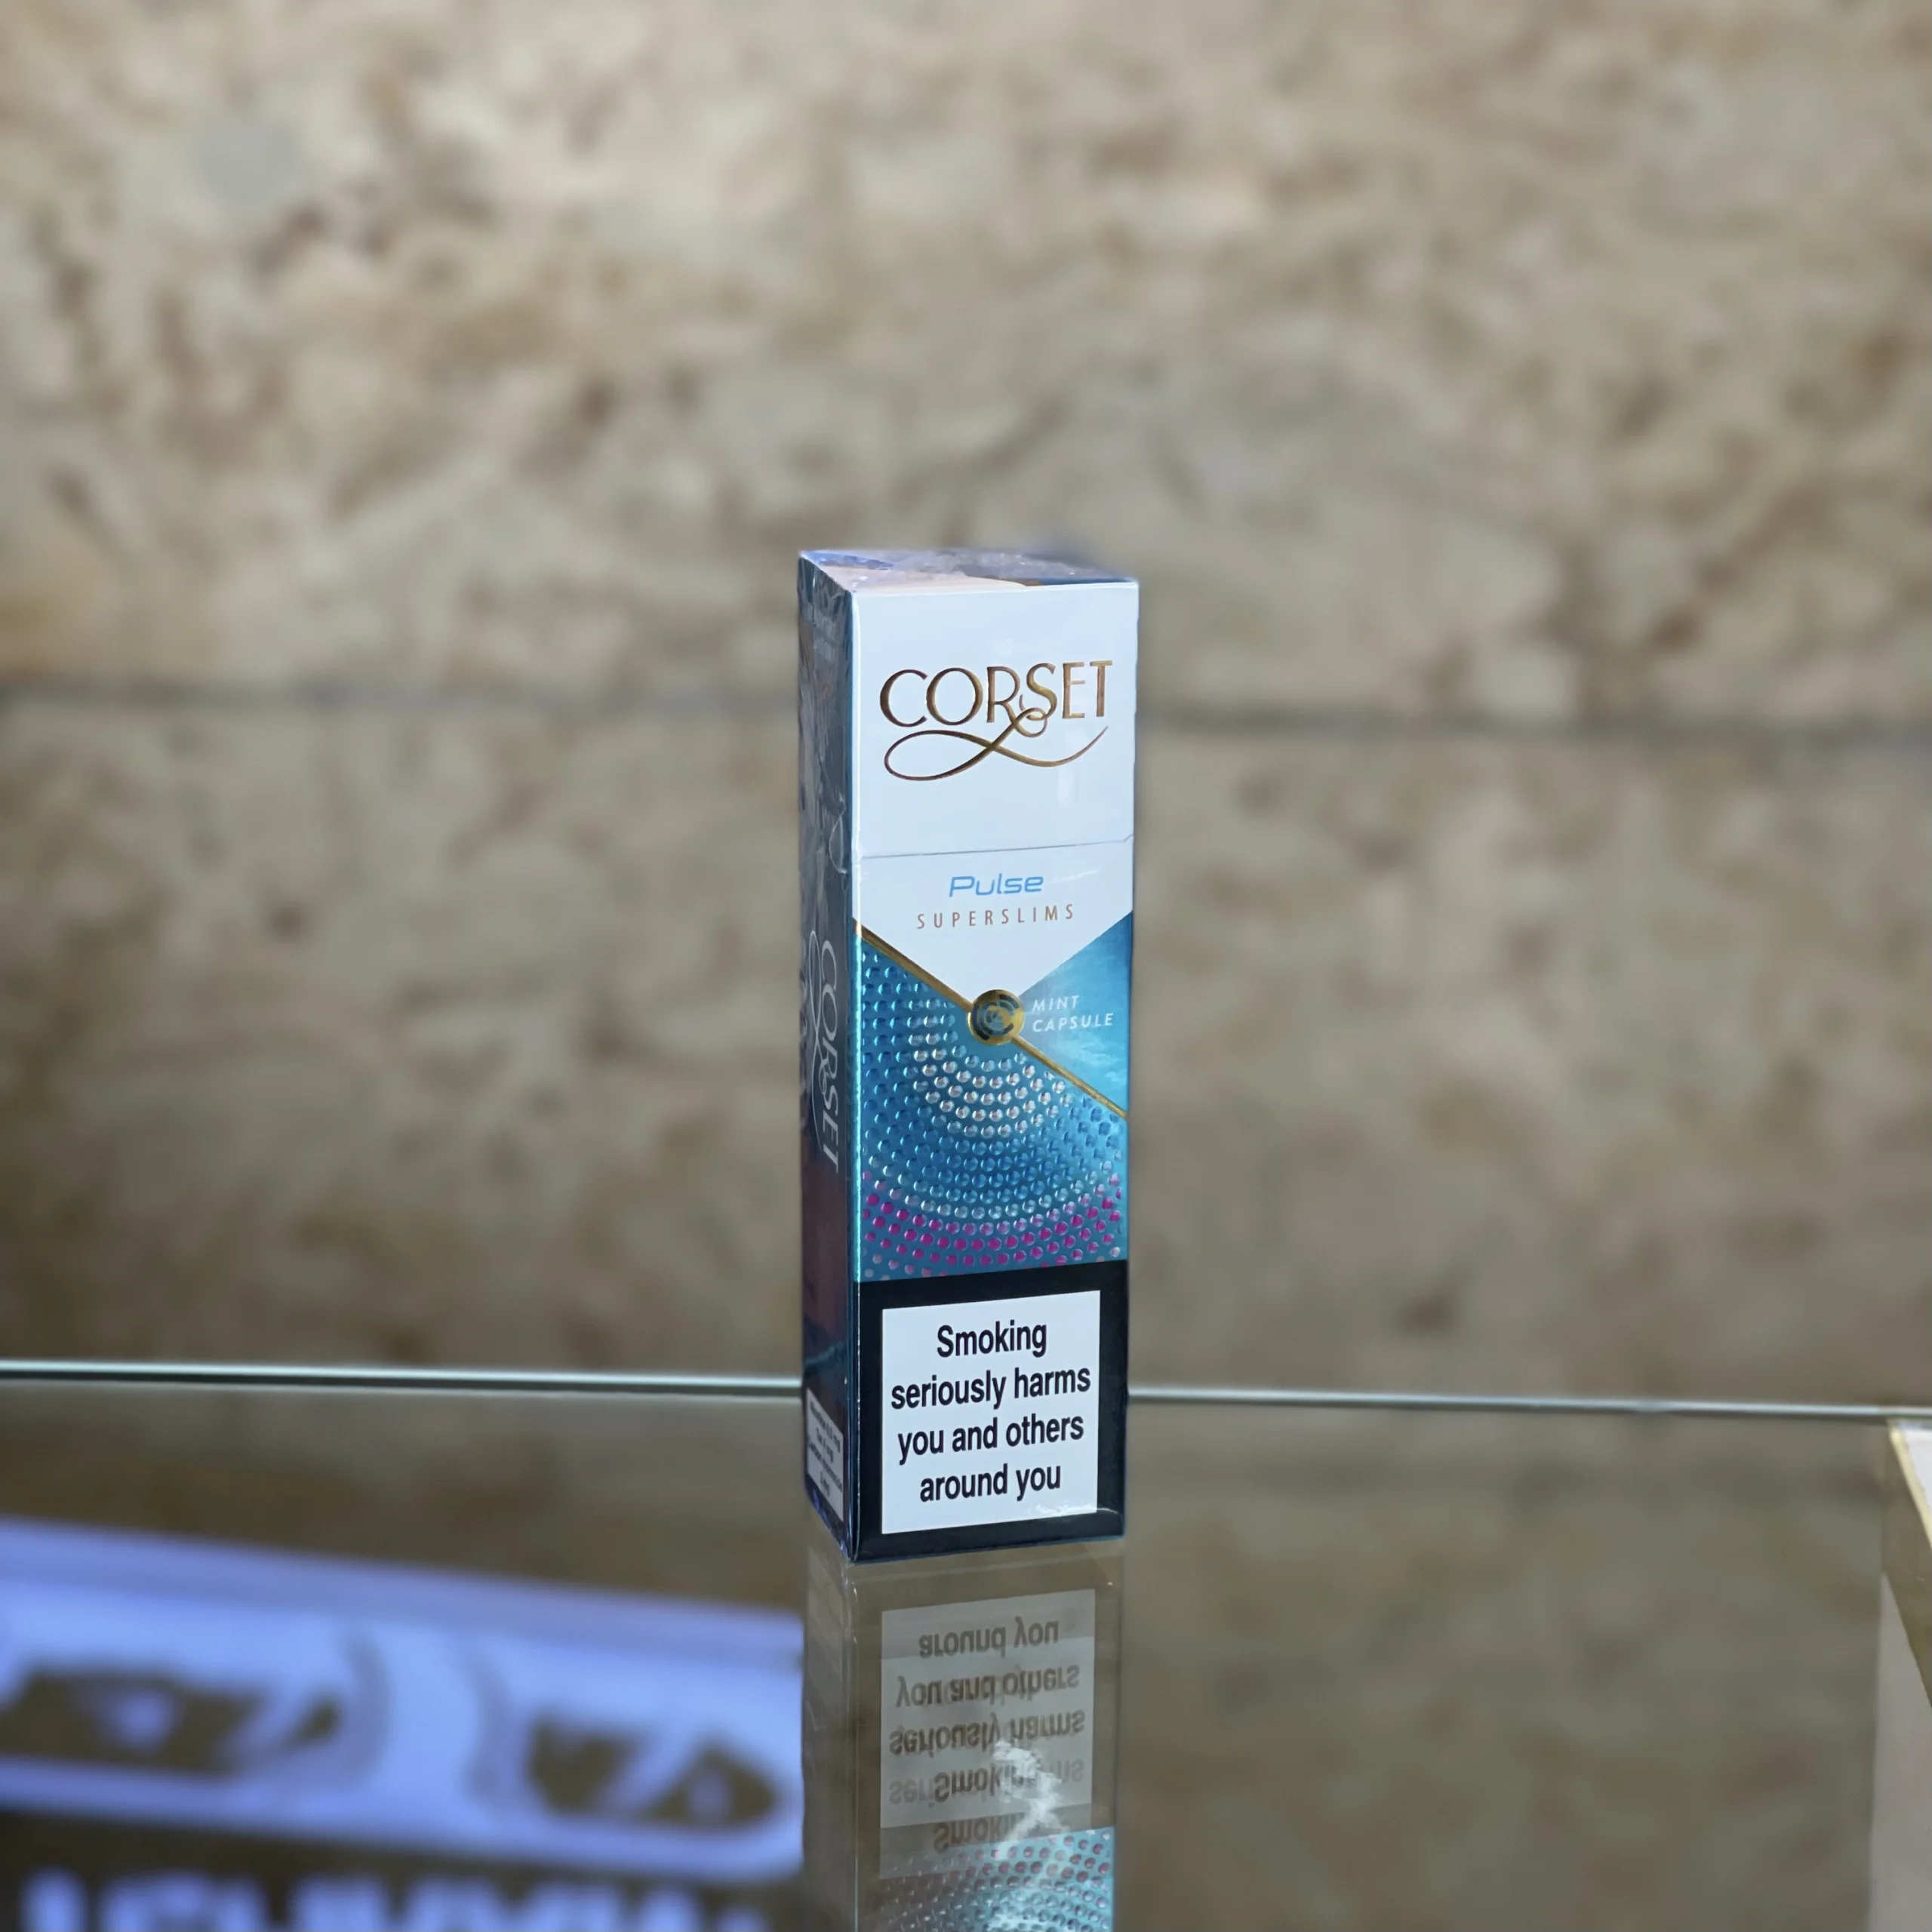 CORSET
Pulse
SUPERSLIMS
MINT
CAPSULE
CORSET
Smoking
seriously harms
you and others
around you